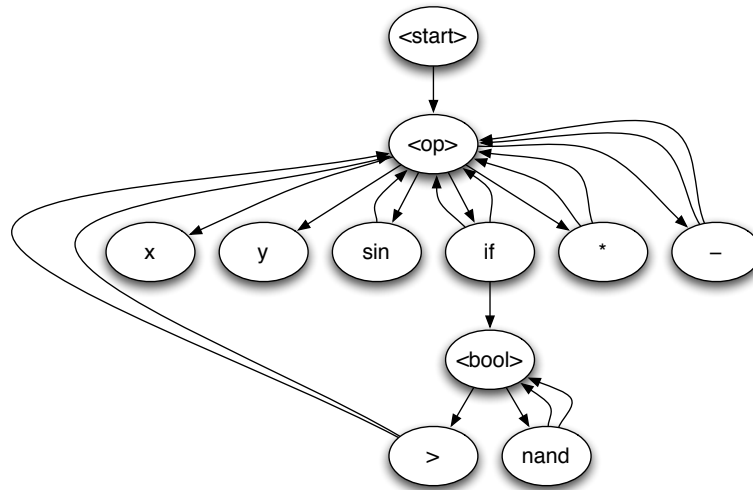 <start>
<op>
x y sin if * –
<bool>
> nand